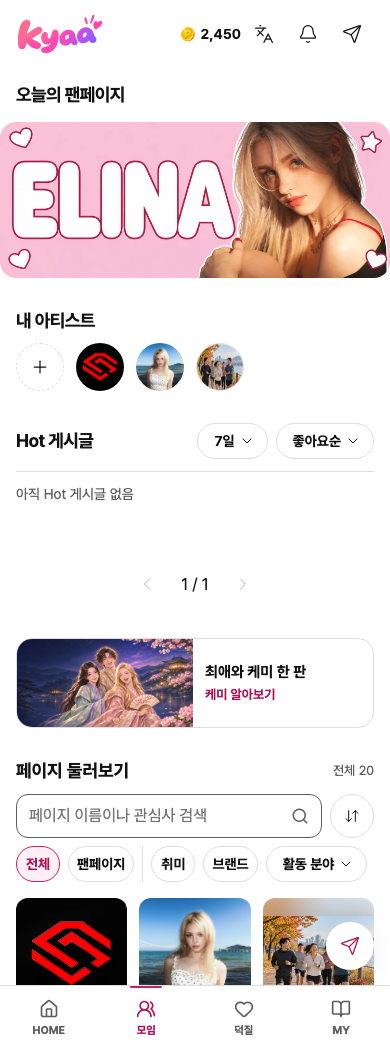 kyaa
2,450
오늘의 팬페이지
ELINA
내 아티스트
Hot 게시글
7일
좋아요순
아직 Hot 게시글 없음
1 / 1
최애와 케미 한 판
케미 알아보기
페이지 둘러보기
전체 20
페이지 이름이나 관심사 검색
전체
팬페이지
취미
브랜드
활동 분야
HOME
모임
덕질
MY